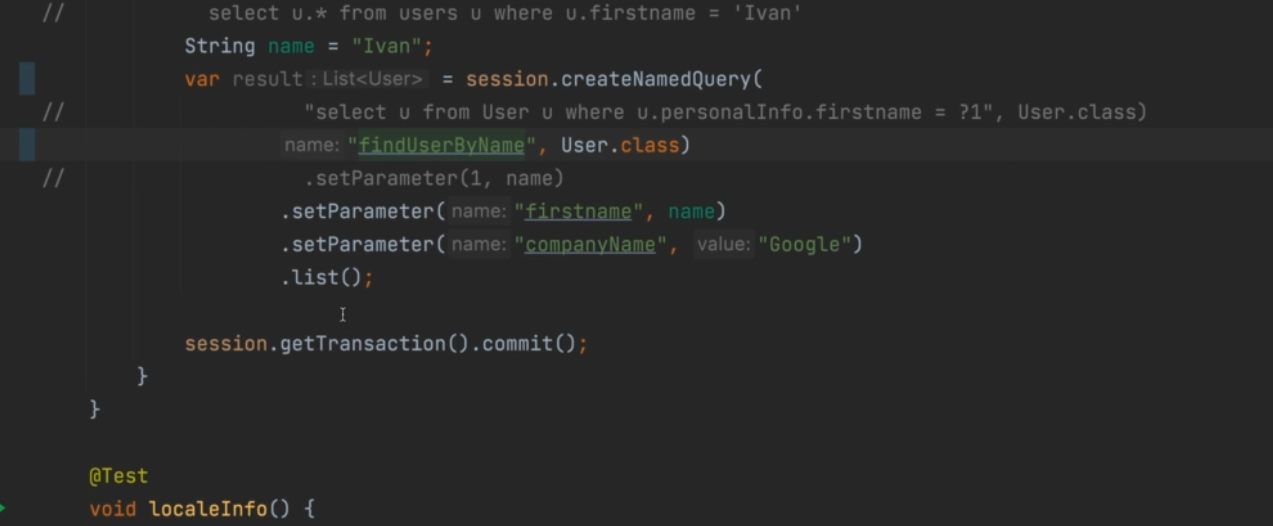 // select u.* from users u where u.firstname = 'Ivan'
String name = "Ivan";
var result : List<User> = session.createNamedQuery(
// "select u from User u where u.personalInfo.firstname = ?1", User.class)
name: "findUserByName", User.class)
// .setParameter(1, name)
.setParameter( name: "firstname", name)
.setParameter( name: "companyName", value: "Google")
.list();
session.getTransaction().commit();
}
}
@Test
void localeInfo() {